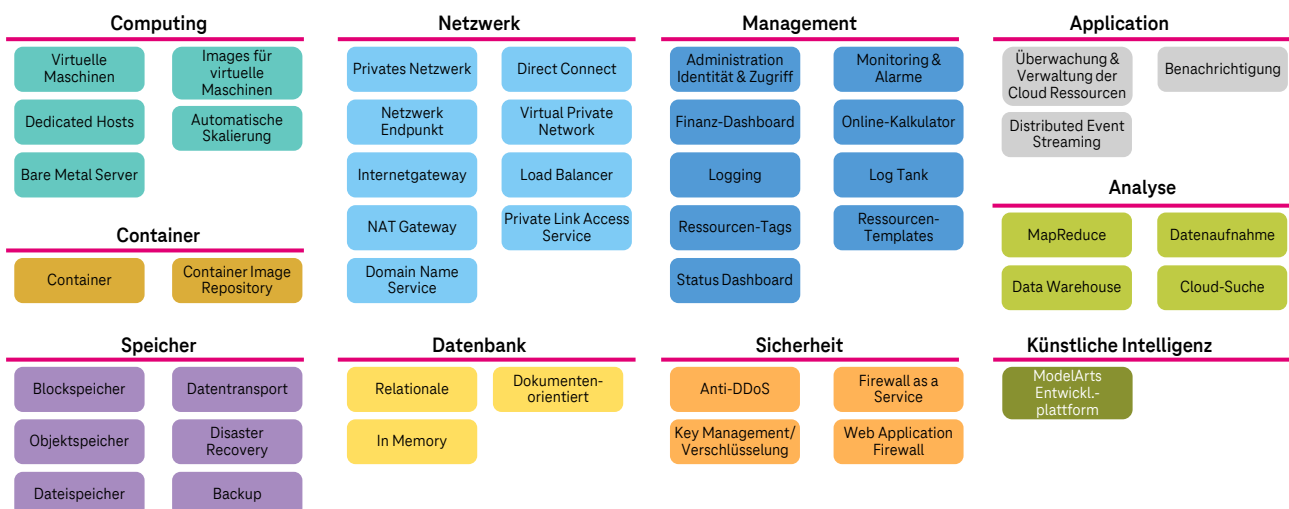 Computing
Virtuelle
Maschinen
Images für
virtuelle
Maschinen
Dedicated Hosts
Automatische
Skalierung
Bare Metal Server
Container
Container
Container Image
Repository
Netzwerk
Privates Netzwerk
Direct Connect
Netzwerk
Endpunkt
Virtual Private
Network
Internetgateway
Load Balancer
NAT Gateway
Private Link Access
Service
Domain Name
Service
Management
Administration
Identität & Zugriff
Monitoring &
Alarme
Finanz-Dashboard
Online-Kalkulator
Logging
Log Tank
Ressourcen-Tags
Ressourcen-
Templates
Status Dashboard
Application
Überwachung &
Verwaltung der
Cloud Ressourcen
Benachrichtigung
Distributed Event
Streaming
Analyse
MapReduce
Datenaufnahme
Data Warehouse
Cloud-Suche
Speicher
Blockspeicher
Datentransport
Objektspeicher
Disaster
Recovery
Dateispeicher
Backup
Datenbank
Relationale
Dokumenten-
orientiert
In Memory
Sicherheit
Anti-DDoS
Firewall as a
Service
Key Management/
Verschlüsselung
Web Application
Firewall
Künstliche Intelligenz
ModelArts
Entwickl.-
plattform